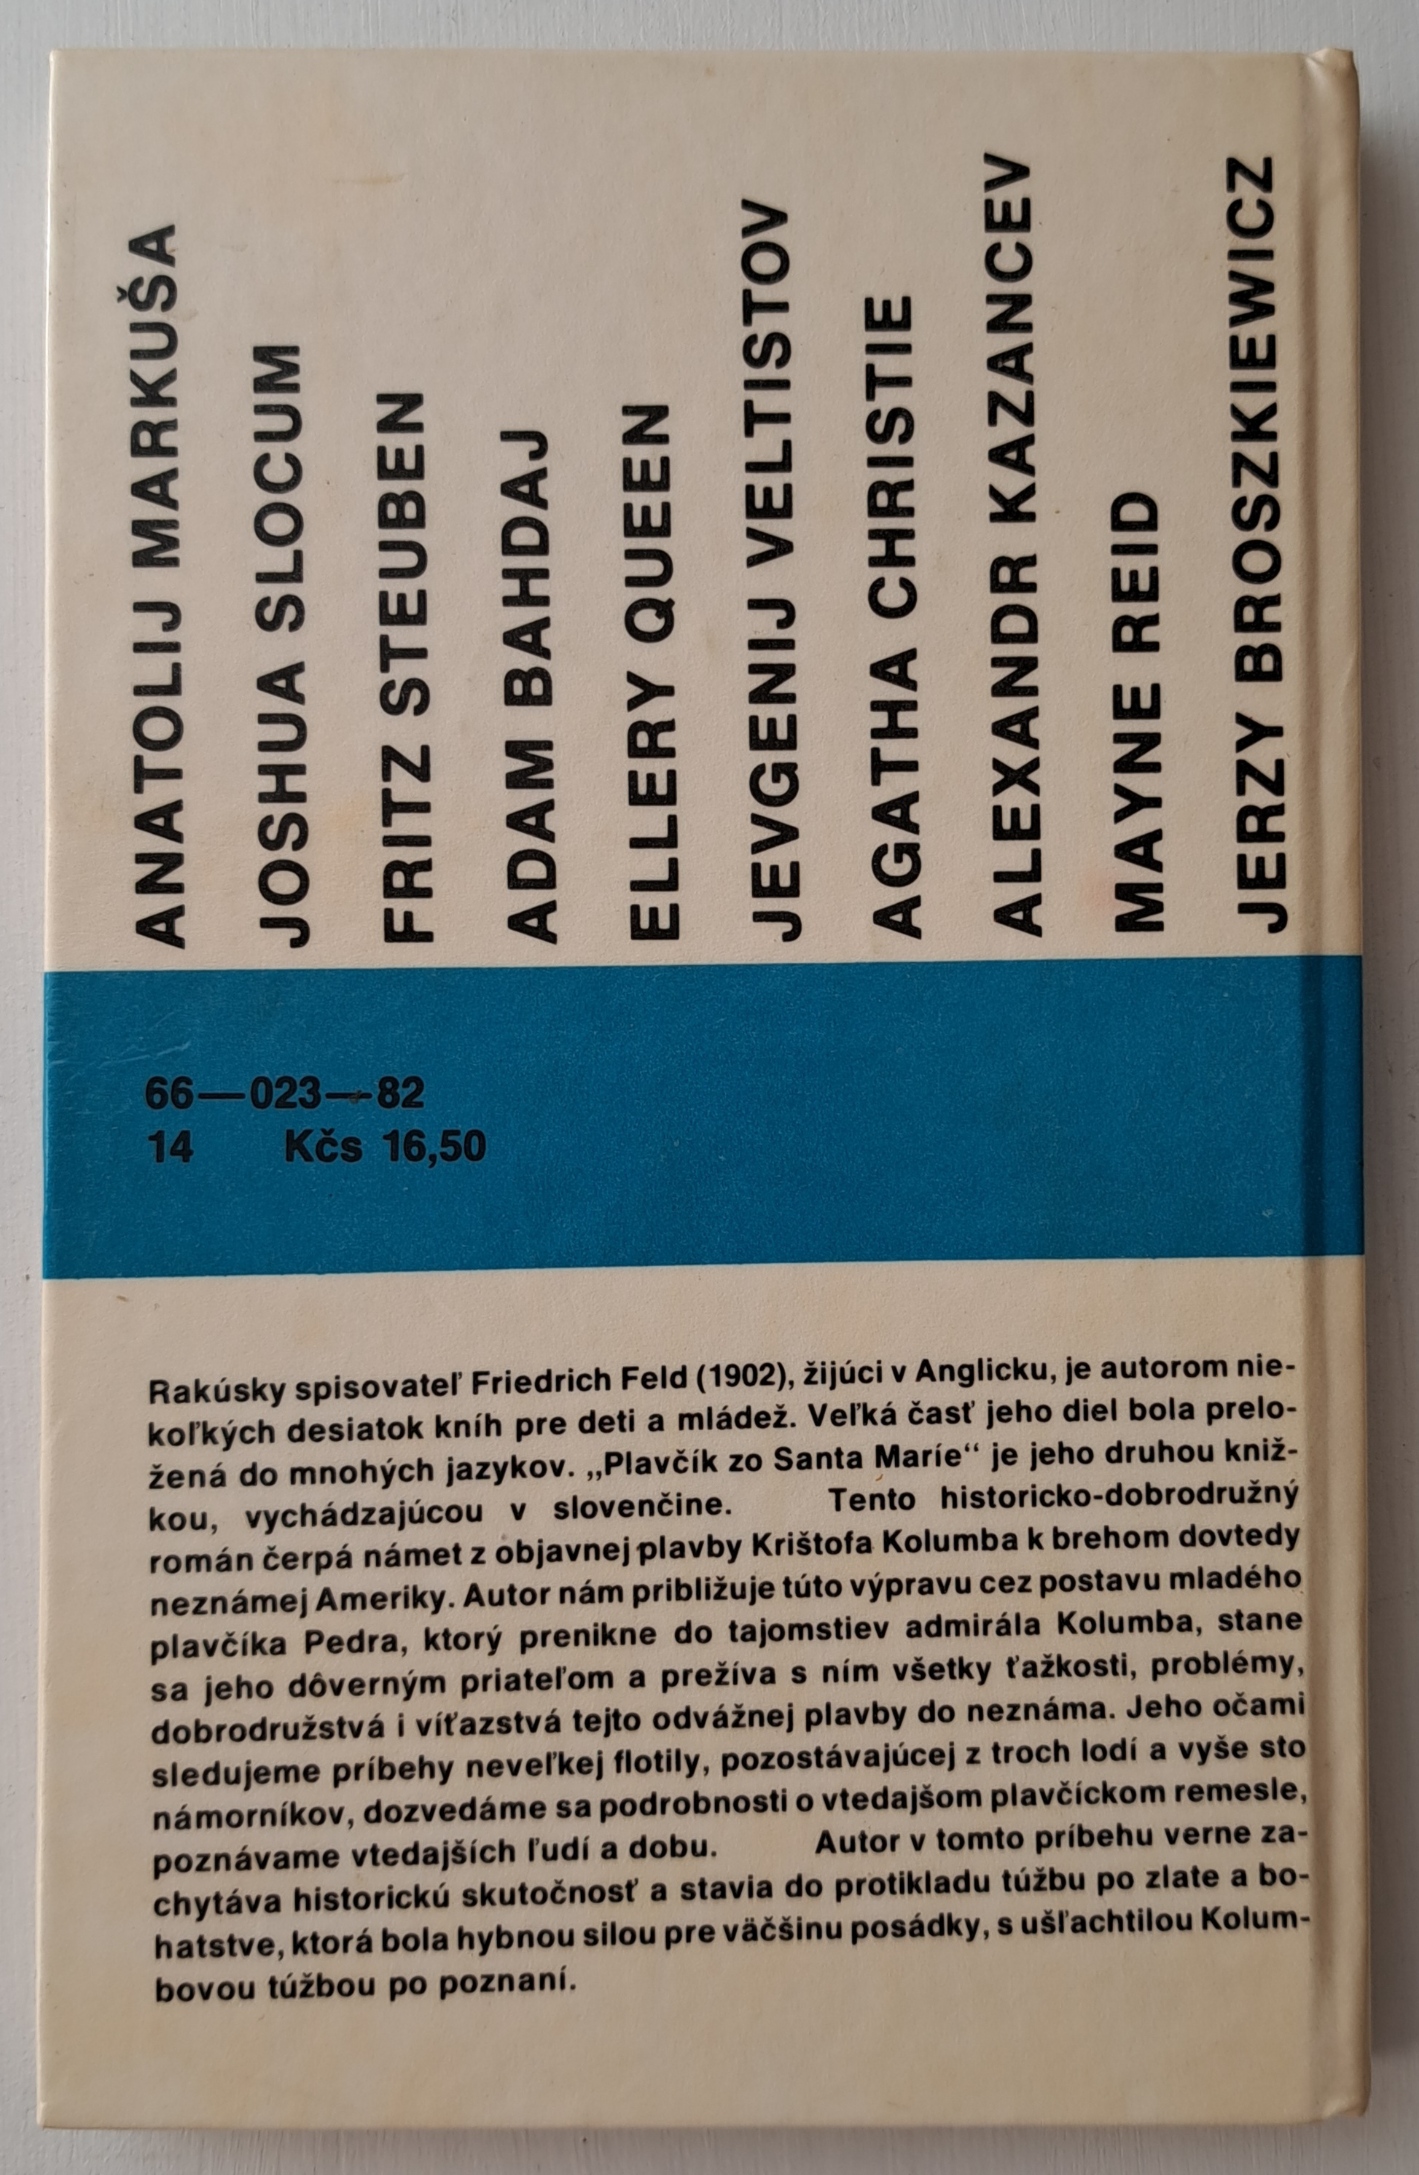 ANATOLIJ MARKUŠA
JOSHUA SLOCUM
FRITZ STEUBEN
ADAM BAHDAJ
ELLERY QUEEN
JEVGENIJ VELTISTOV
AGATHA CHRISTIE
ALEXANDR KAZANCEV
MAYNE REID
JERZY BROSZKIEWICZ
66—023—82
14 Kčs 16,50
Rakúsky spisovateľ Friedrich Feld (1902), žijúci v Anglicku, je autorom nie-
koľkých desiatok kníh pre deti a mládež. Veľká časť jeho diel bola prelo-
žená do mnohých jazykov. „Plavčík zo Santa Maríe“ je jeho druhou kniž-
kou, vychádzajúcou v slovenčine. Tento historicko-dobrodružný
román čerpá námet z objavnej plavby Krištofa Kolumba k brehom dovtedy
neznámej Ameriky. Autor nám približuje túto výpravu cez postavu mladého
plavčíka Pedra, ktorý prenikne do tajomstiev admirála Kolumba, stane
sa jeho dôverným priateľom a prežíva s ním všetky ťažkosti, problémy,
dobrodružstvá i víťazstvá tejto odvážnej plavby do neznáma. Jeho očami
sledujeme príbehy neveľkej flotily, pozostávajúcej z troch lodí a vyše sto
námorníkov, dozvedáme sa podrobnosti o vtedajšom plavčíckom remesle,
poznávame vtedajších ľudí a dobu. Autor v tomto príbehu verne za-
chytáva historickú skutočnosť a stavia do protikladu túžbu po zlate a bo-
hatstve, ktorá bola hybnou silou pre väčšinu posádky, s ušľachtilou Kolum-
bovou túžbou po poznaní.